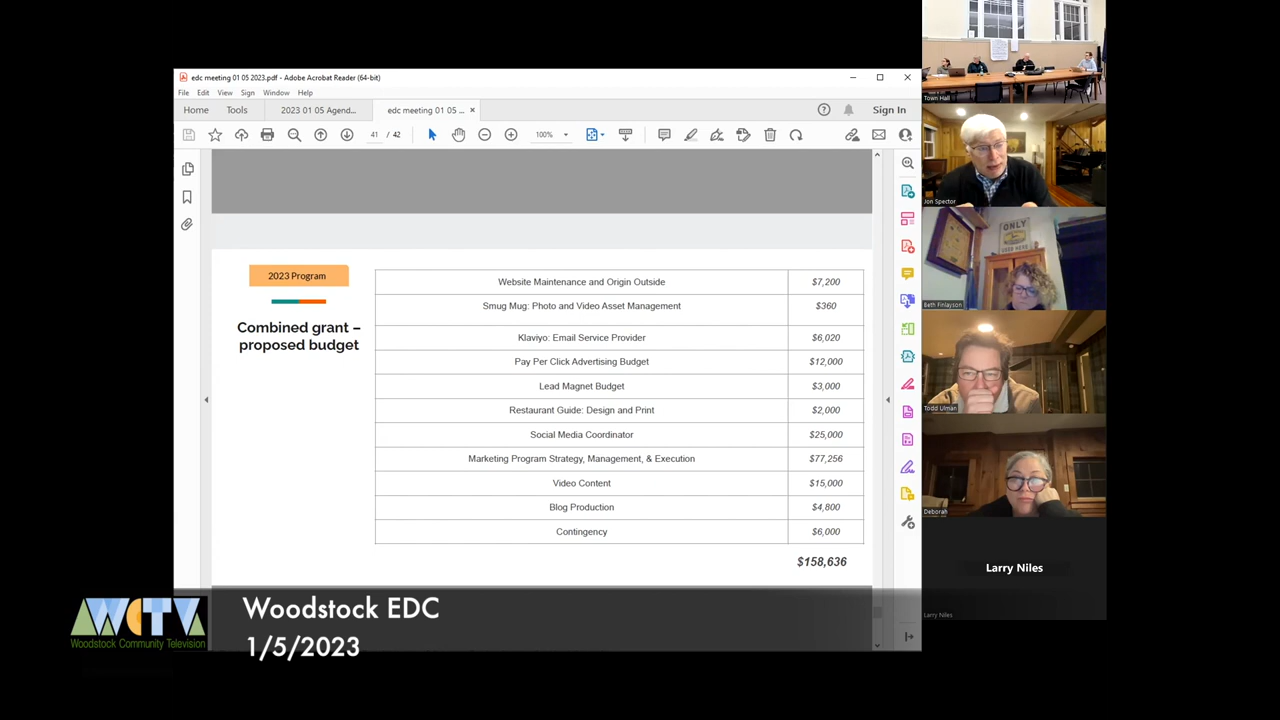 edc meeting 01 05 2023.pdf - Adobe Acrobat Reader (64-bit)
File Edit View Sign Window Help
Home Tools 2023 01 05 Agend... edc meeting 01 05 ... Sign In
41 / 42 100%
2023 Program
Combined grant –
proposed budget
Website Maintenance and Origin Outside $7,200
Smug Mug: Photo and Video Asset Management $360
Klaviyo: Email Service Provider $6,020
Pay Per Click Advertising Budget $12,000
Lead Magnet Budget $3,000
Restaurant Guide: Design and Print $2,000
Social Media Coordinator $25,000
Marketing Program Strategy, Management, & Execution $77,256
Video Content $15,000
Blog Production $4,800
Contingency $6,000
$158,636
Town Hall
Jon Spector
ONLY
Beth Finlayson
Todd Ulman
Deborah
Larry Niles
Larry Niles
WCTV
Woodstock Community Television
Woodstock EDC
1/5/2023